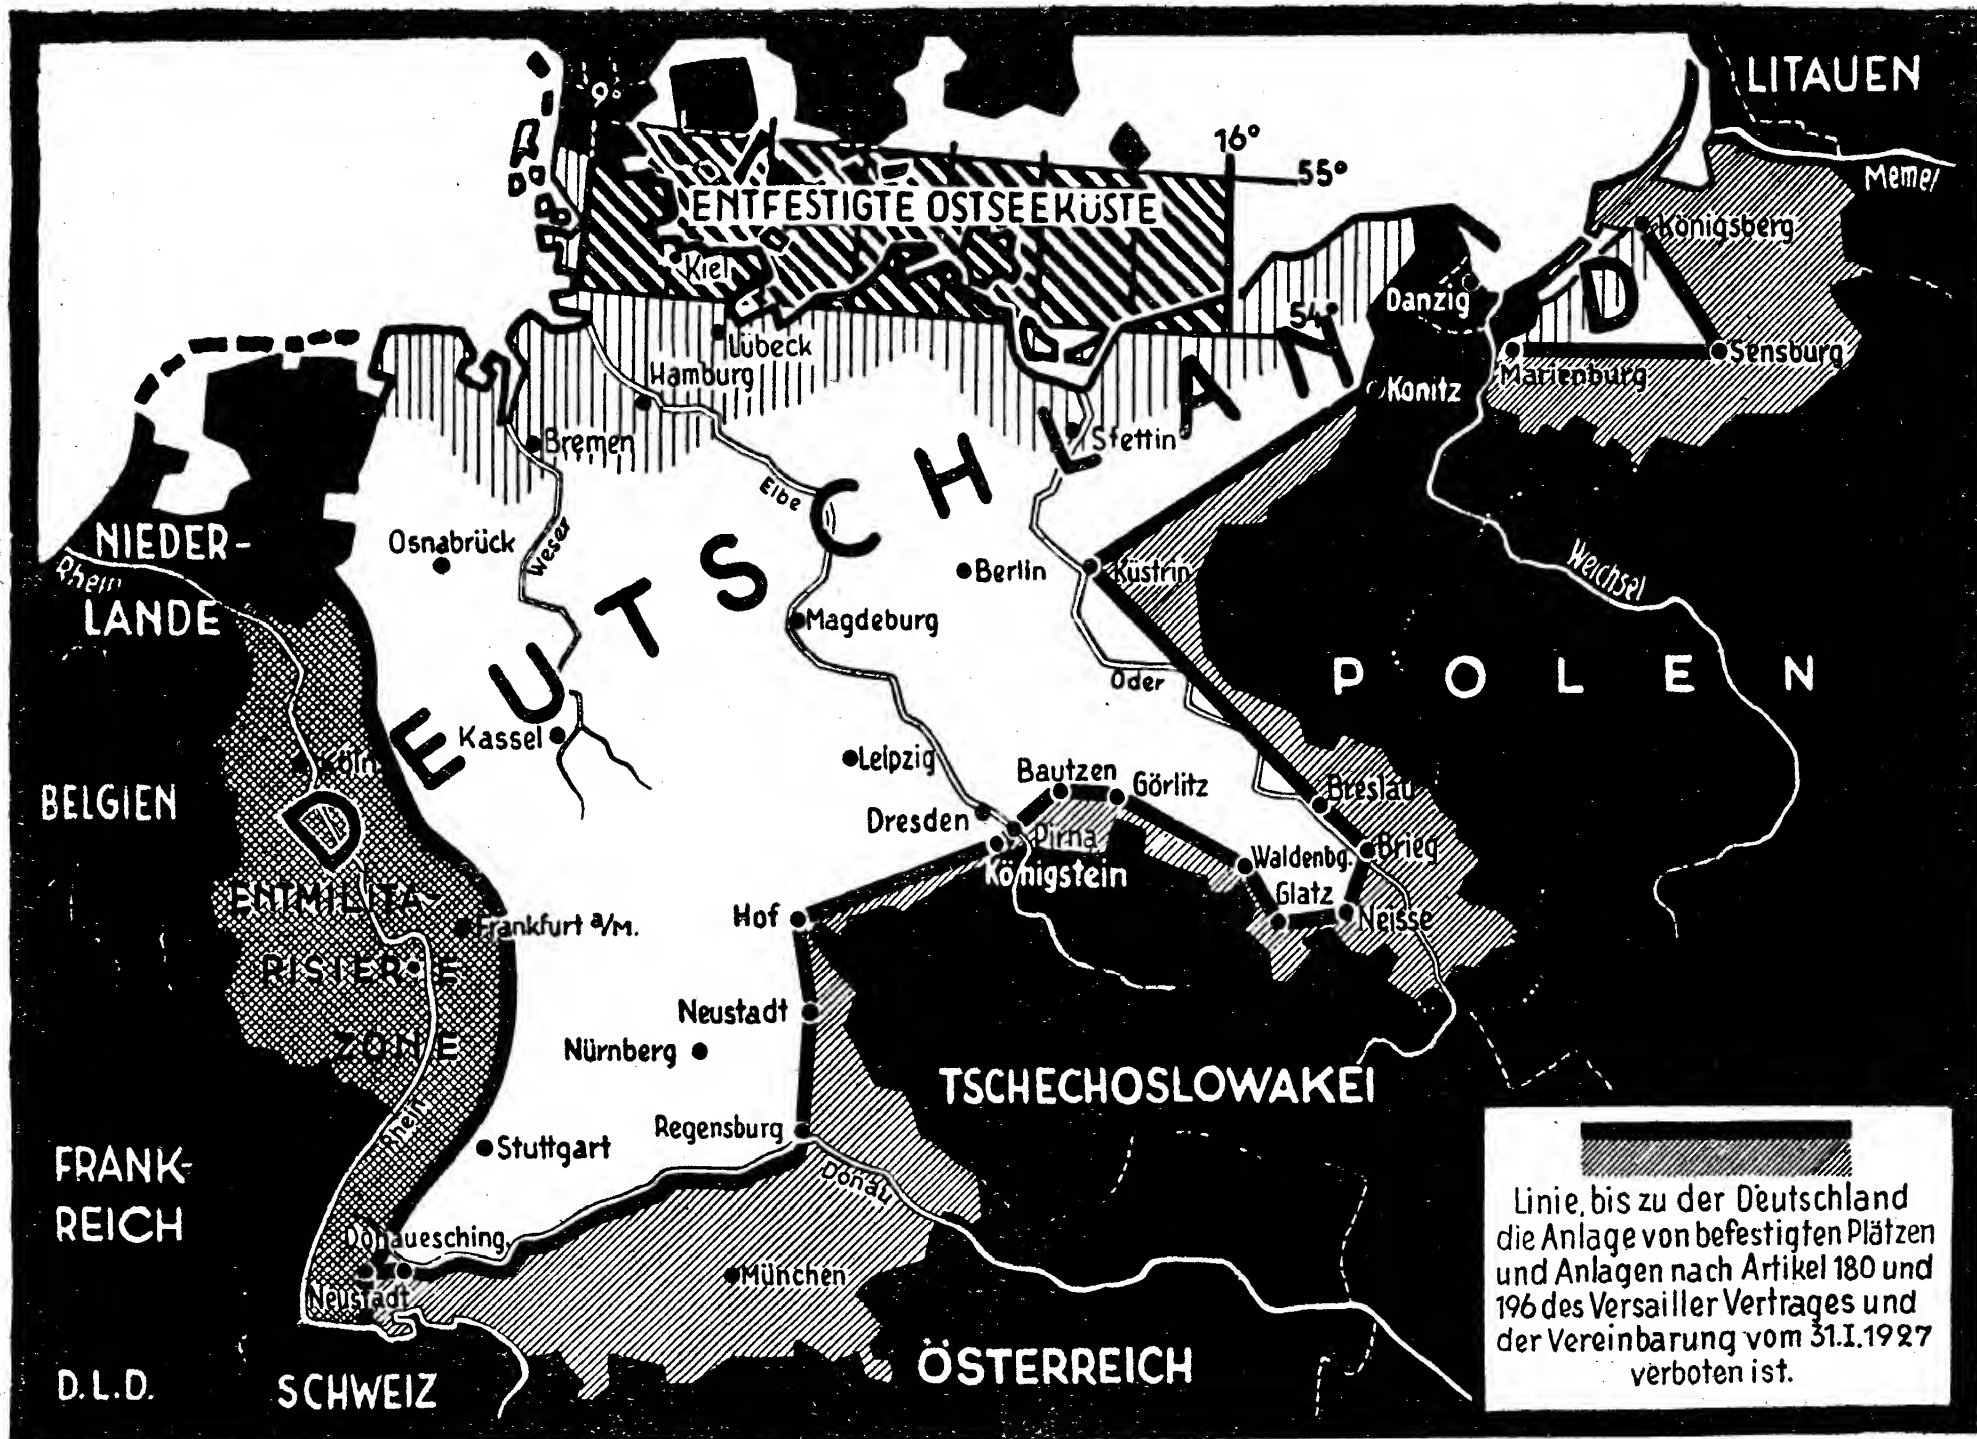 LITAUEN
9°
16°
55°
Memel
ENTFESTIGTE OSTSEEKÜSTE
Königsberg
Kiel
Danzig
54°
Lübeck
Hamburg
Sensburg
Marienburg
Konitz
Bremen
Stettin
Elbe
DEUTSCHLAND
NIEDER-
LANDE
Rhein
Osnabrück
Weser
Berlin
Küstrin
Weichsel
Magdeburg
POLEN
Oder
Kassel
Köln
Leipzig
BELGIEN
Bautzen
Görlitz
Breslau
Dresden
Pirna
Königstein
Waldenbg.
Brieg
Glatz
Neisse
ENTMILITA-
RISIERTE
ZONE
Frankfurt a/M.
Hof
Neustadt
Nürnberg
TSCHECHOSLOWAKEI
Rhein
Regensburg
Stuttgart
Donau
FRANK-
REICH
Donauesching.
Neustadt
München
ÖSTERREICH
SCHWEIZ
D.L.D.
Linie, bis zu der Deutschland
die Anlage von befestigten Plätzen
und Anlagen nach Artikel 180 und
196 des Versailler Vertrages und
der Vereinbarung vom 31.I.1927
verboten ist.